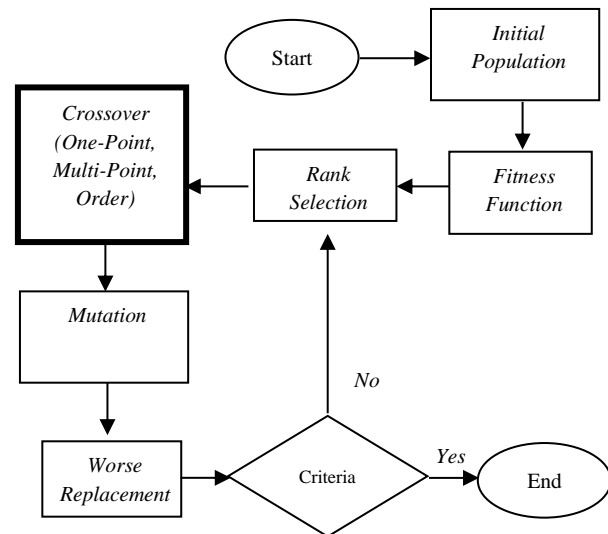 Start
Initial
Population
Fitness
Function
Rank
Selection
Crossover
(One-Point,
Multi-Point,
Order)
Mutation
Worse
Replacement
Criteria
No
Yes
End